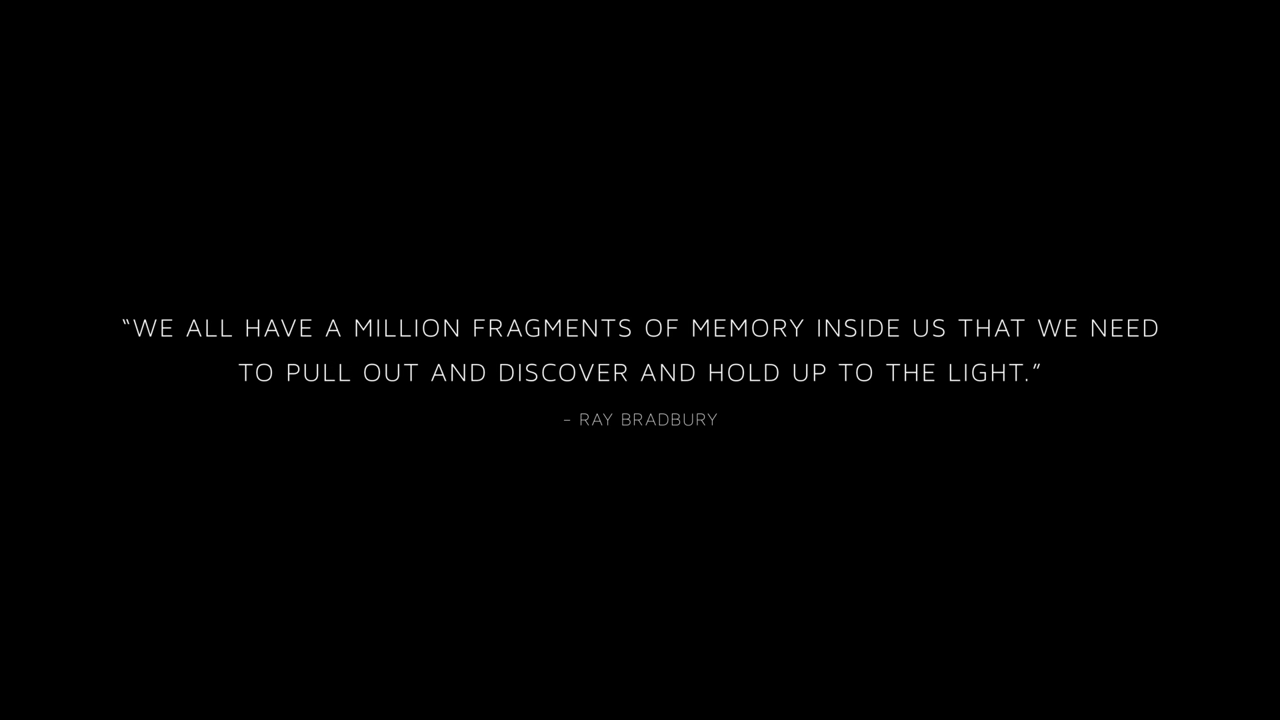 “WE ALL HAVE A MILLION FRAGMENTS OF MEMORY INSIDE US THAT WE NEED
TO PULL OUT AND DISCOVER AND HOLD UP TO THE LIGHT.”
– RAY BRADBURY